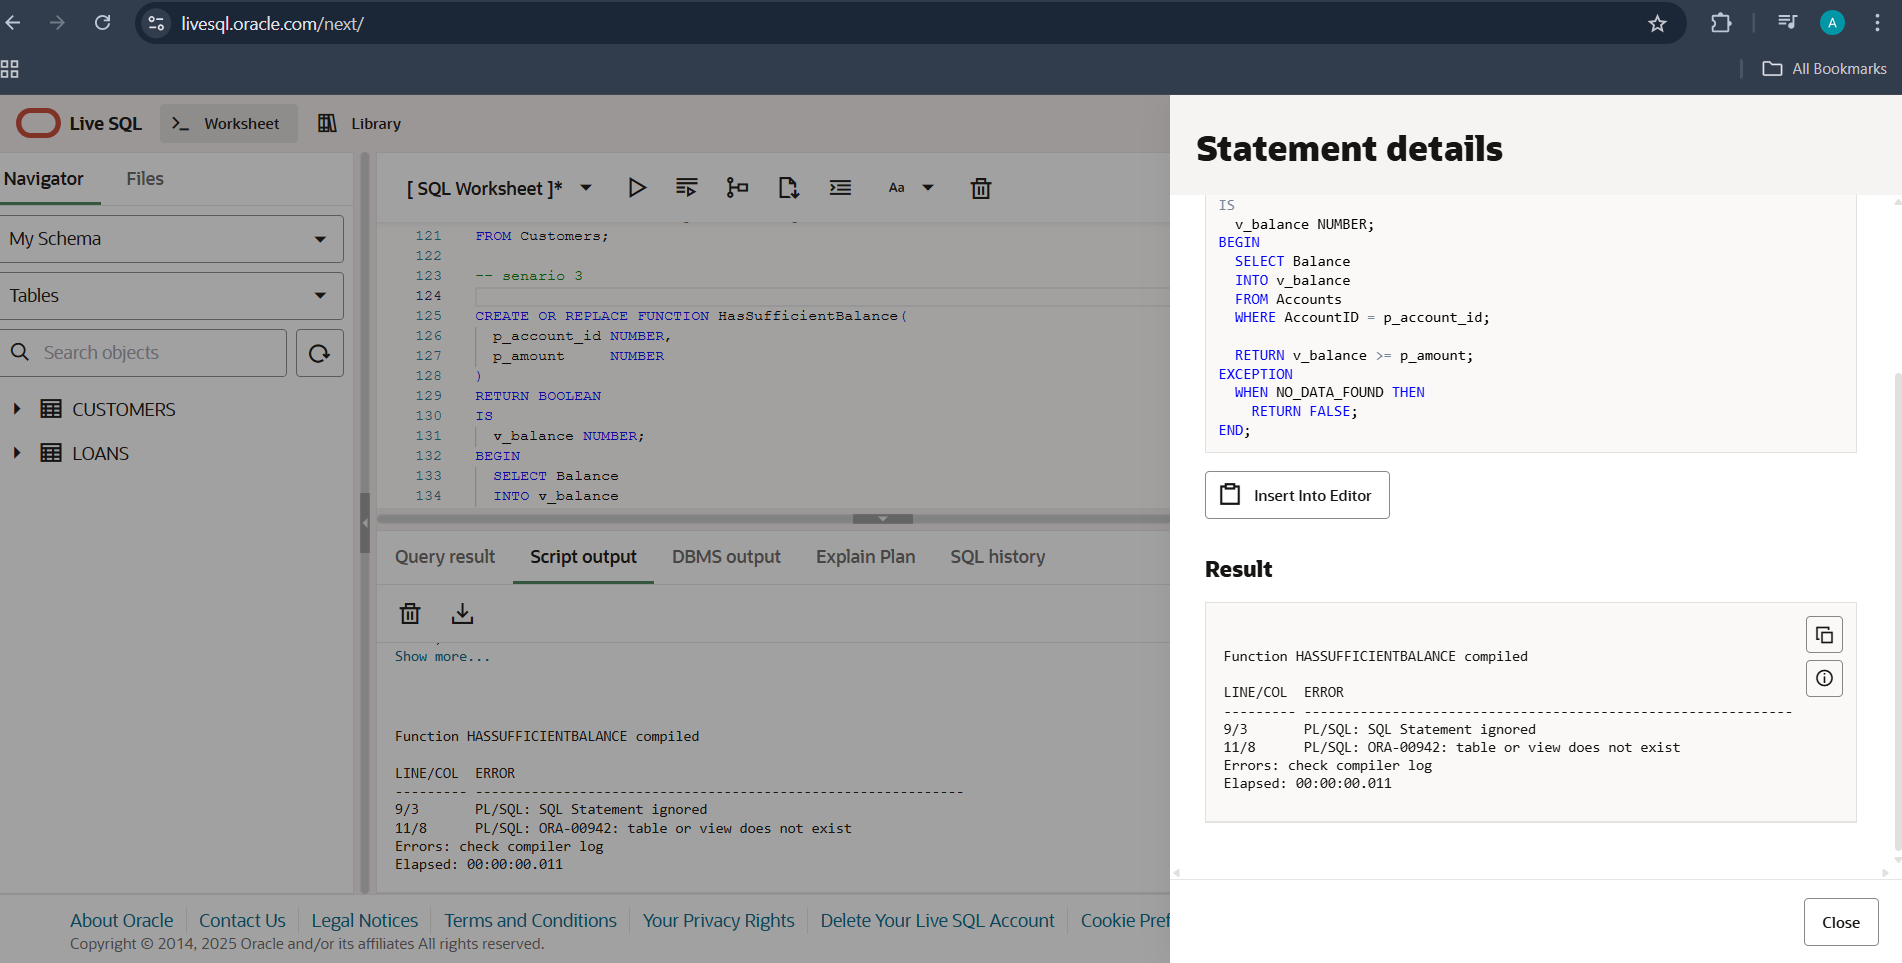 livesql.oracle.com/next/
A
All Bookmarks
Live SQL
Worksheet
Library
Navigator
Files
My Schema
Tables
Search objects
CUSTOMERS
LOANS
[ SQL Worksheet ]*
Aa
121 FROM Customers;
122
123 -- senario 3
124
125 CREATE OR REPLACE FUNCTION HasSufficientBalance(
126 p_account_id NUMBER,
127 p_amount NUMBER
128 )
129 RETURN BOOLEAN
130 IS
131 v_balance NUMBER;
132 BEGIN
133 SELECT Balance
134 INTO v_balance
Query result
Script output
DBMS output
Explain Plan
SQL history
Show more...
Function HASSUFFICIENTBALANCE compiled
LINE/COL ERROR
--------- -------------------------------------------------------------
9/3 PL/SQL: SQL Statement ignored
11/8 PL/SQL: ORA-00942: table or view does not exist
Errors: check compiler log
Elapsed: 00:00:00.011
Statement details
IS
v_balance NUMBER;
BEGIN
SELECT Balance
INTO v_balance
FROM Accounts
WHERE AccountID = p_account_id;
RETURN v_balance >= p_amount;
EXCEPTION
WHEN NO_DATA_FOUND THEN
RETURN FALSE;
END;
Insert Into Editor
Result
Function HASSUFFICIENTBALANCE compiled
LINE/COL ERROR
--------- -------------------------------------------------------------
9/3 PL/SQL: SQL Statement ignored
11/8 PL/SQL: ORA-00942: table or view does not exist
Errors: check compiler log
Elapsed: 00:00:00.011
Close
About Oracle
Contact Us
Legal Notices
Terms and Conditions
Your Privacy Rights
Delete Your Live SQL Account
Cookie Pref
Copyright © 2014, 2025 Oracle and/or its affiliates All rights reserved.